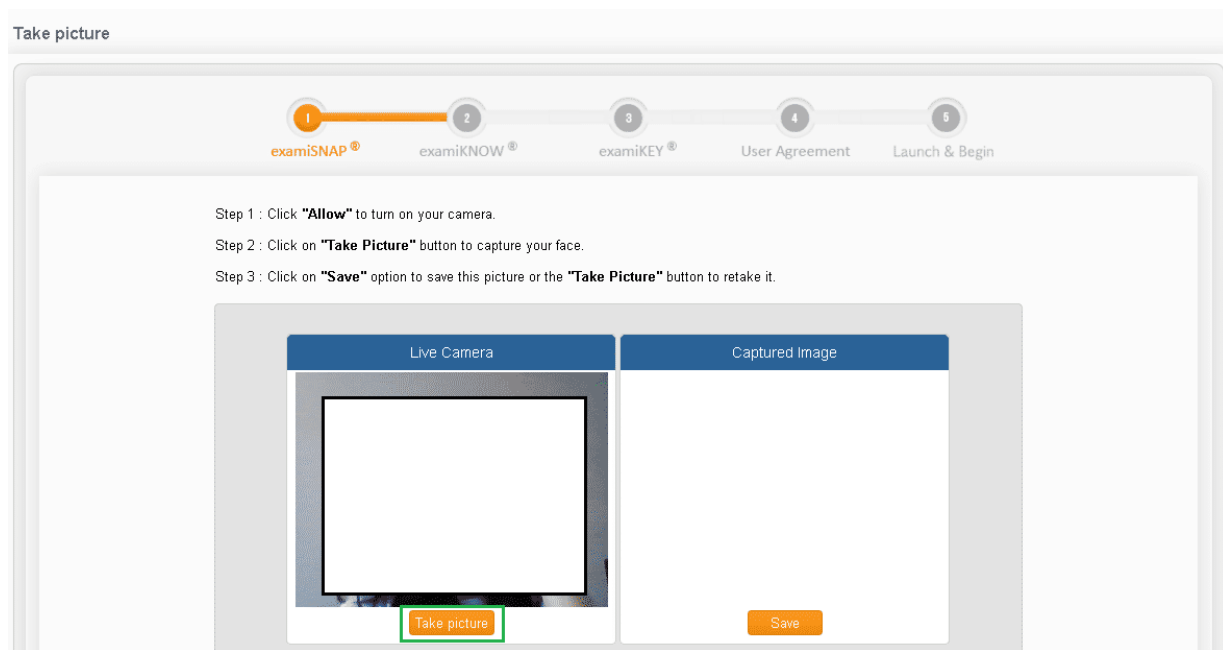 Take picture
1 2 3 4 5
examiSNAP ® examiKNOW ® examiKEY ® User Agreement Launch & Begin
Step 1 : Click "Allow" to turn on your camera.
Step 2 : Click on "Take Picture" button to capture your face.
Step 3 : Click on "Save" option to save this picture or the "Take Picture" button to retake it.
Live Camera Captured Image
Take picture Save